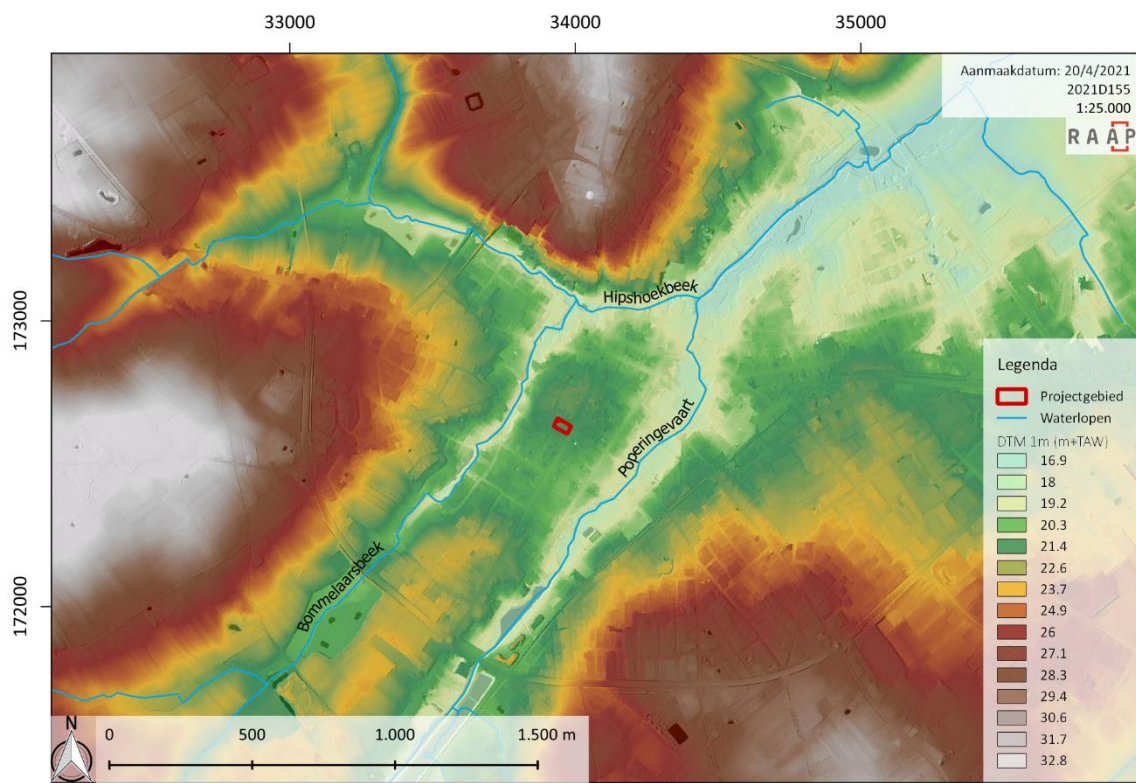 33000 34000 35000
Aanmaakdatum: 20/4/2021
2021D155
1:25.000
RAAP
173000
172000
Hipshoekbeek
Poperingevaart
Bommelaarsbeek
Legenda
Projectgebied
Waterlopen
DTM 1m (m+TAW)
16.9
18
19.2
20.3
21.4
22.6
23.7
24.9
26
27.1
28.3
29.4
30.6
31.7
32.8
N
0 500 1.000 1.500 m